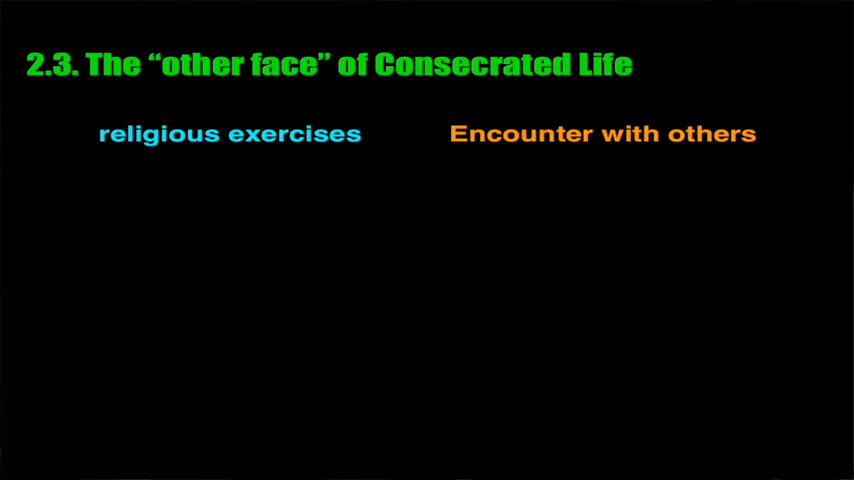 2.3. The “other face” of Consecrated Life
religious exercises Encounter with others